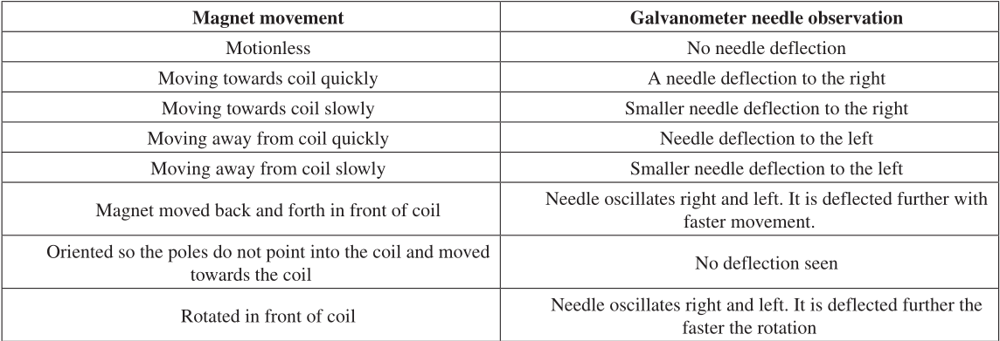 Magnet movement
Galvanometer needle observation
Motionless
No needle deflection
Moving towards coil quickly
A needle deflection to the right
Moving towards coil slowly
Smaller needle deflection to the right
Moving away from coil quickly
Needle deflection to the left
Moving away from coil slowly
Smaller needle deflection to the left
Magnet moved back and forth in front of coil
Needle oscillates right and left. It is deflected further with
faster movement.
Oriented so the poles do not point into the coil and moved
towards the coil
No deflection seen
Rotated in front of coil
Needle oscillates right and left. It is deflected further the
faster the rotation